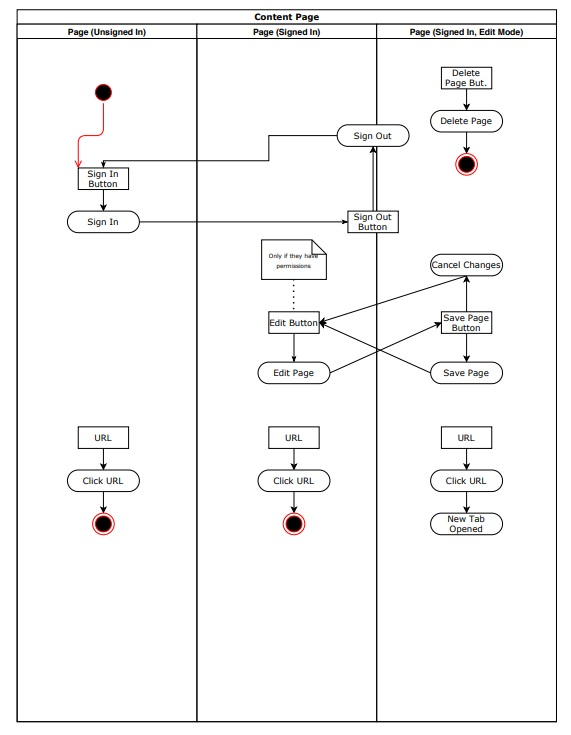 Content Page
Page (Unsigned In)
Page (Signed In)
Page (Signed In, Edit Mode)
Delete
Page But.
Delete Page
Sign Out
Sign In
Button
Sign In
Sign Out
Button
Only if they have
permissions
Cancel Changes
Edit Button
Save Page
Button
Edit Page
Save Page
URL
URL
URL
Click URL
Click URL
Click URL
New Tab
Opened